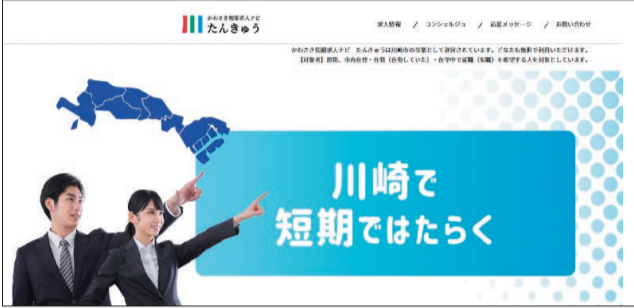 かわさき短期求人ナビ
たんきゅう
求人情報 / コンシェルジュ / 応援メッセージ / お問い合わせ
かわさき短期求人ナビ たんきゅうは川崎市の事業として運営されています。どなたも無料で利用いただけます。
【対象者】原則、市内在住・在勤(在勤していた)・在学中で就職(転職)を希望する人を対象としています。
川崎で
短期ではたらく